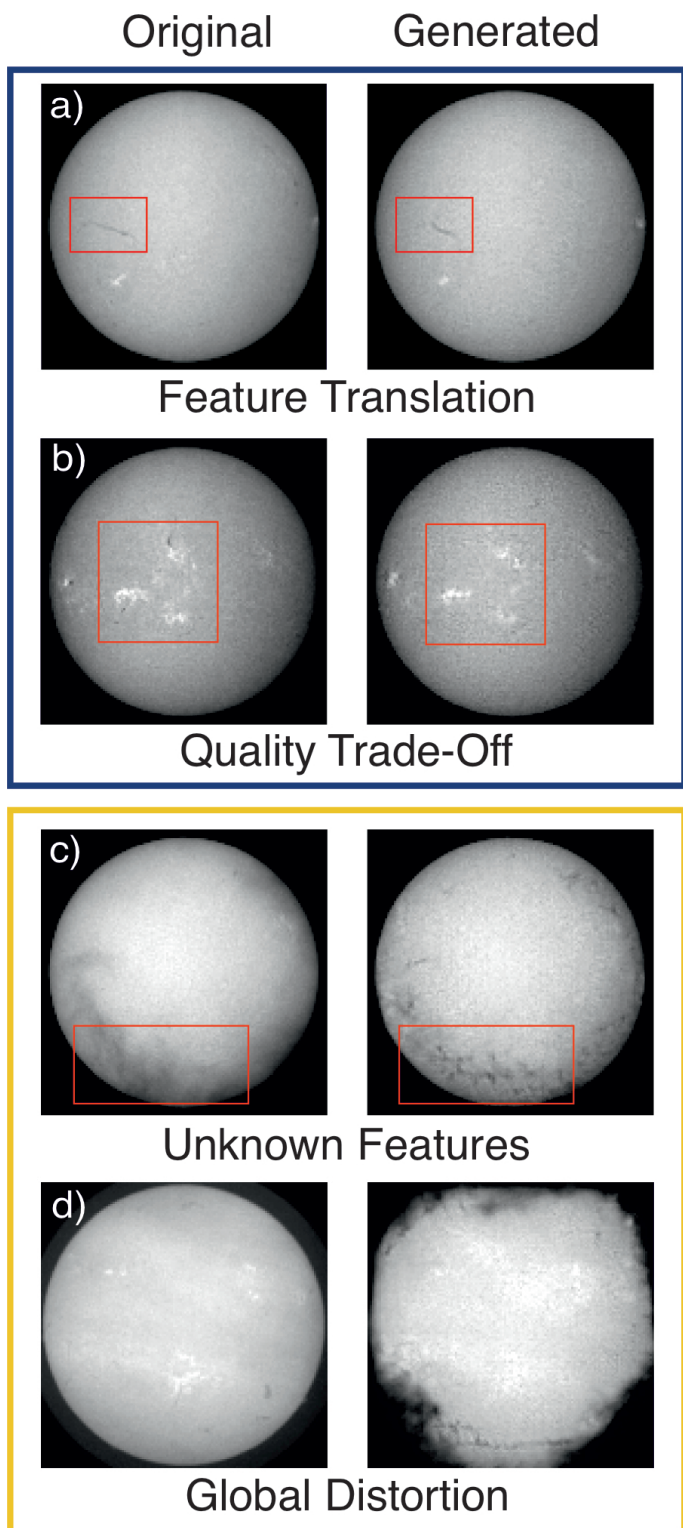 Original Generated
a)
Feature Translation
b)
Quality Trade-Off
c)
Unknown Features
d)
Global Distortion